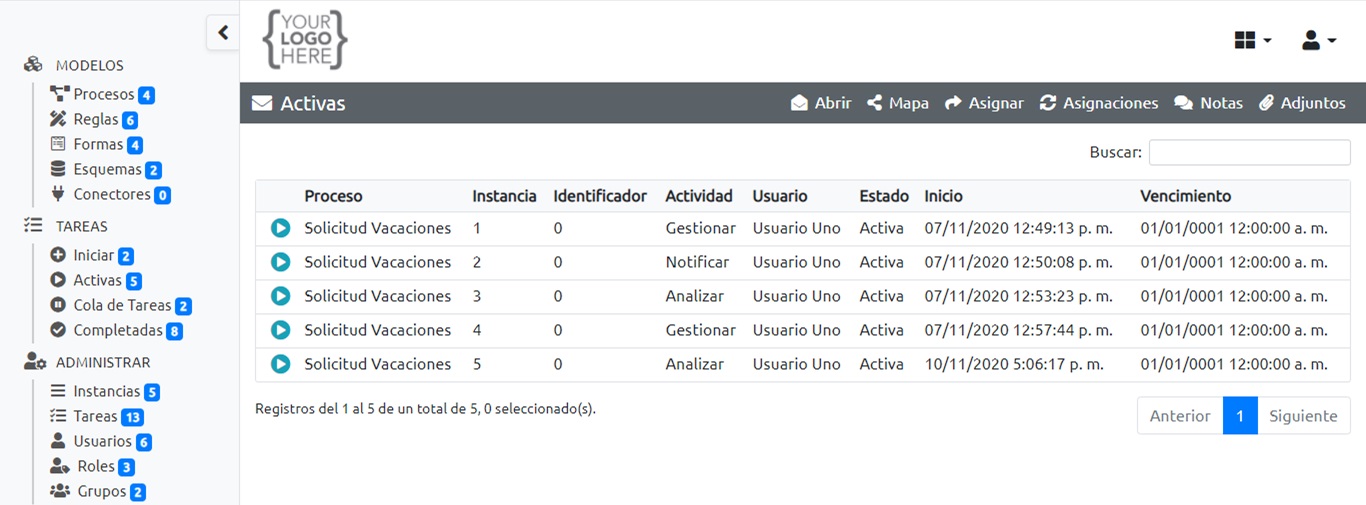 YOUR
LOGO
HERE
MODELOS
Procesos 4
Reglas 6
Formas 4
Esquemas 2
Conectores 0
TAREAS
Iniciar 2
Activas 5
Cola de Tareas 2
Completadas 8
ADMINISTRAR
Instancias 5
Tareas 13
Usuarios 6
Roles 3
Grupos 2
Activas Abrir Mapa Asignar Asignaciones Notas Adjuntos
Buscar:
Proceso Instancia Identificador Actividad Usuario Estado Inicio Vencimiento
Solicitud Vacaciones 1 0 Gestionar Usuario Uno Activa 07/11/2020 12:49:13 p. m. 01/01/0001 12:00:00 a. m.
Solicitud Vacaciones 2 0 Notificar Usuario Uno Activa 07/11/2020 12:50:08 p. m. 01/01/0001 12:00:00 a. m.
Solicitud Vacaciones 3 0 Analizar Usuario Uno Activa 07/11/2020 12:53:23 p. m. 01/01/0001 12:00:00 a. m.
Solicitud Vacaciones 4 0 Gestionar Usuario Uno Activa 07/11/2020 12:57:44 p. m. 01/01/0001 12:00:00 a. m.
Solicitud Vacaciones 5 0 Analizar Usuario Uno Activa 10/11/2020 5:06:17 p. m. 01/01/0001 12:00:00 a. m.
Registros del 1 al 5 de un total de 5, 0 seleccionado(s).
Anterior 1 Siguiente